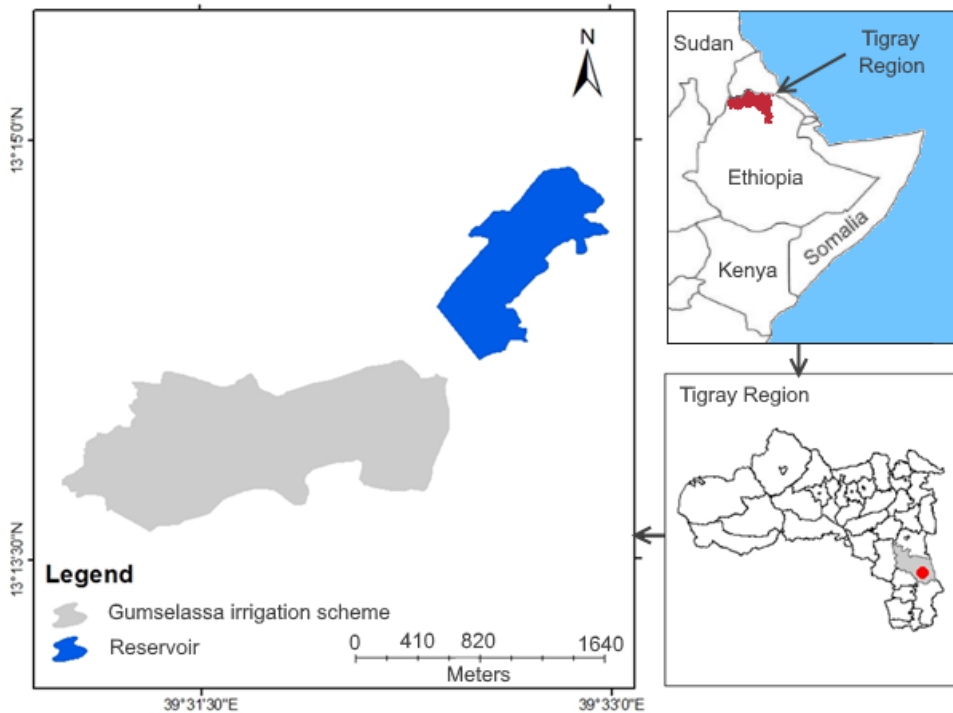 N
13°15'0"N
13°13'30"N
Legend
Gumselassa irrigation scheme
Reservoir
0 410 820 1640
Meters
39°31'30"E
39°33'0"E
Sudan
Tigray
Region
Ethiopia
Somalia
Kenya
Tigray Region